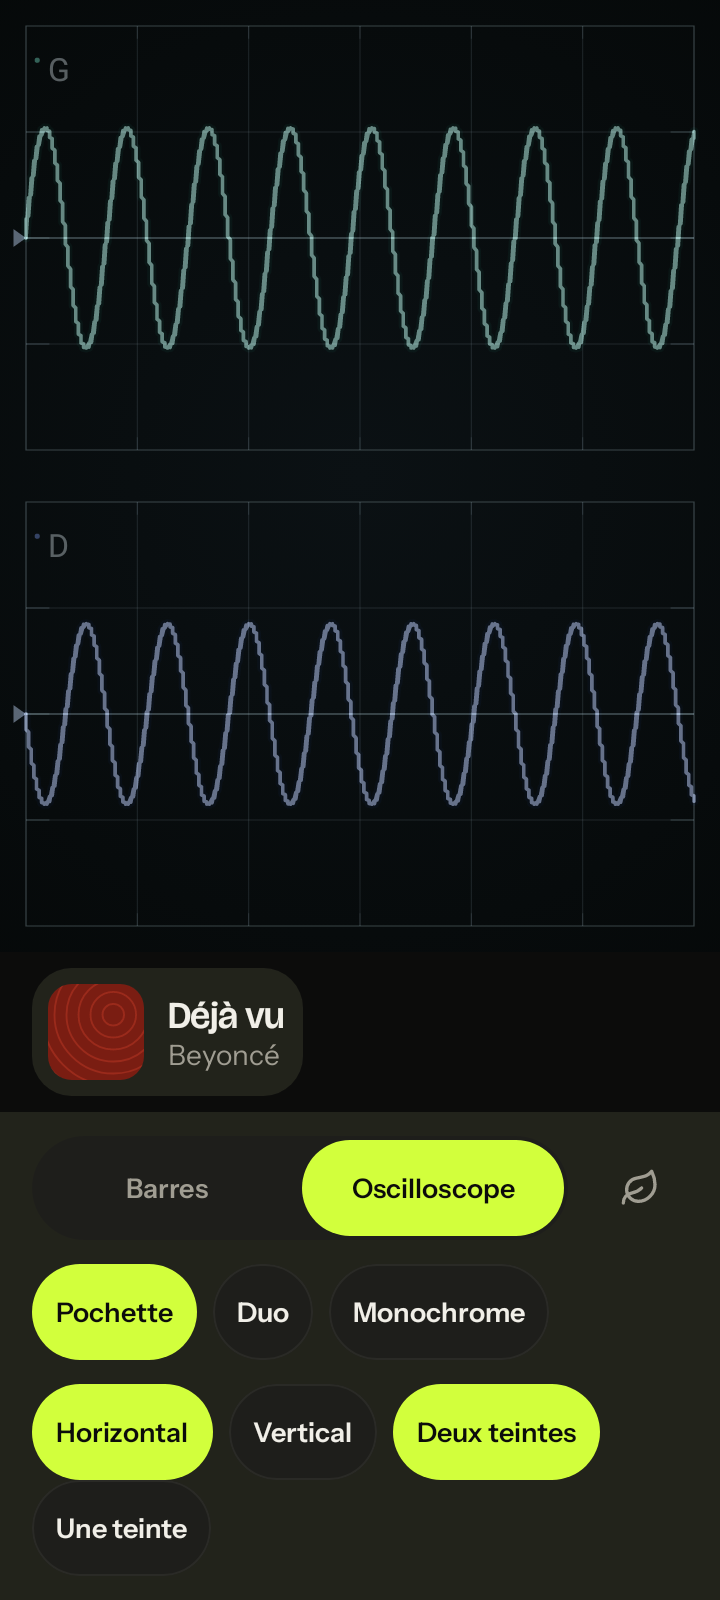 G
D
Déjà vu
Beyoncé
Barres
Oscilloscope
Pochette
Duo
Monochrome
Horizontal
Vertical
Deux teintes
Une teinte